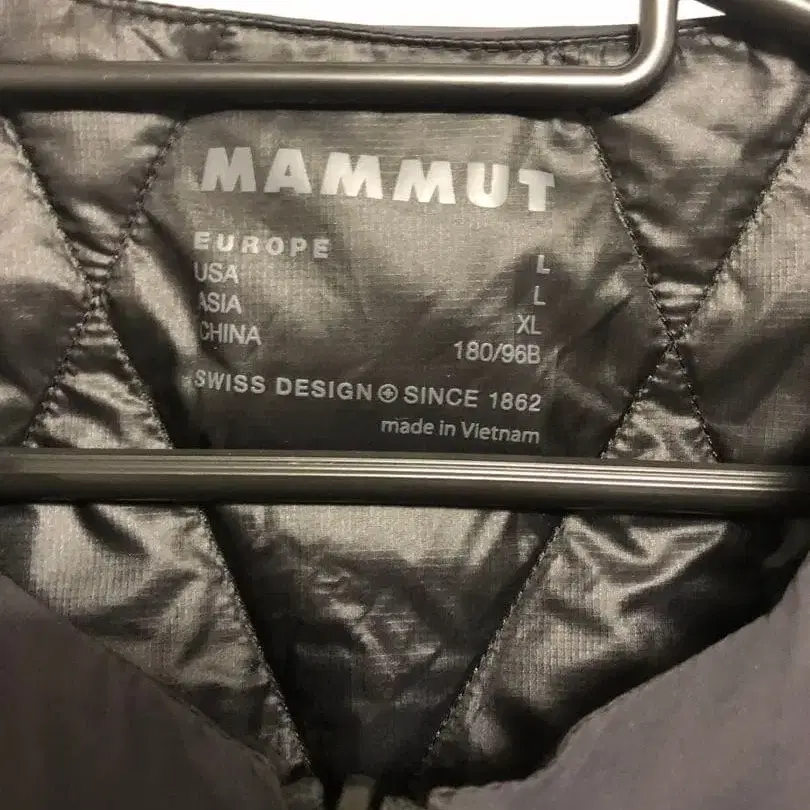 MAMMUT
EUROPE L
USA L
ASIA XL
CHINA 180/96B
SWISS DESIGN SINCE 1862
made in Vietnam